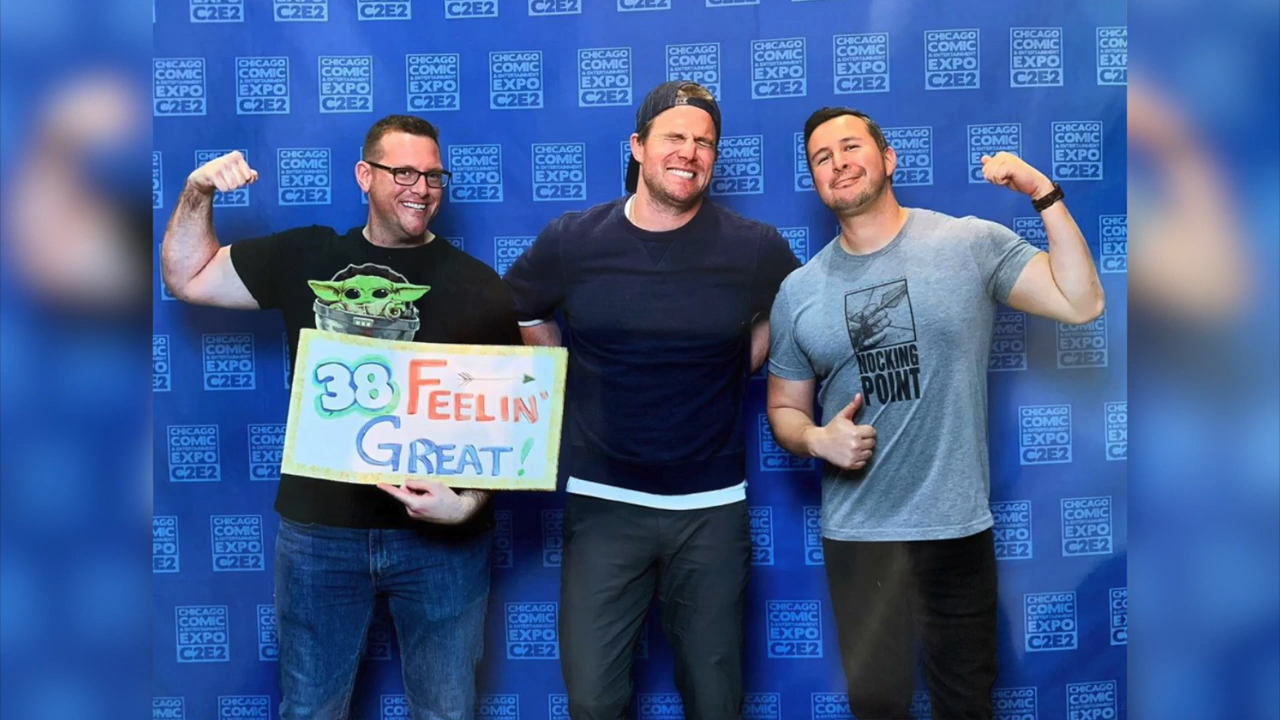 CHICAGO
COMIC
& ENTERTAINMENT
EXPO
C2E2
38 FEELIN'
GREAT!
NOCKING
POINT